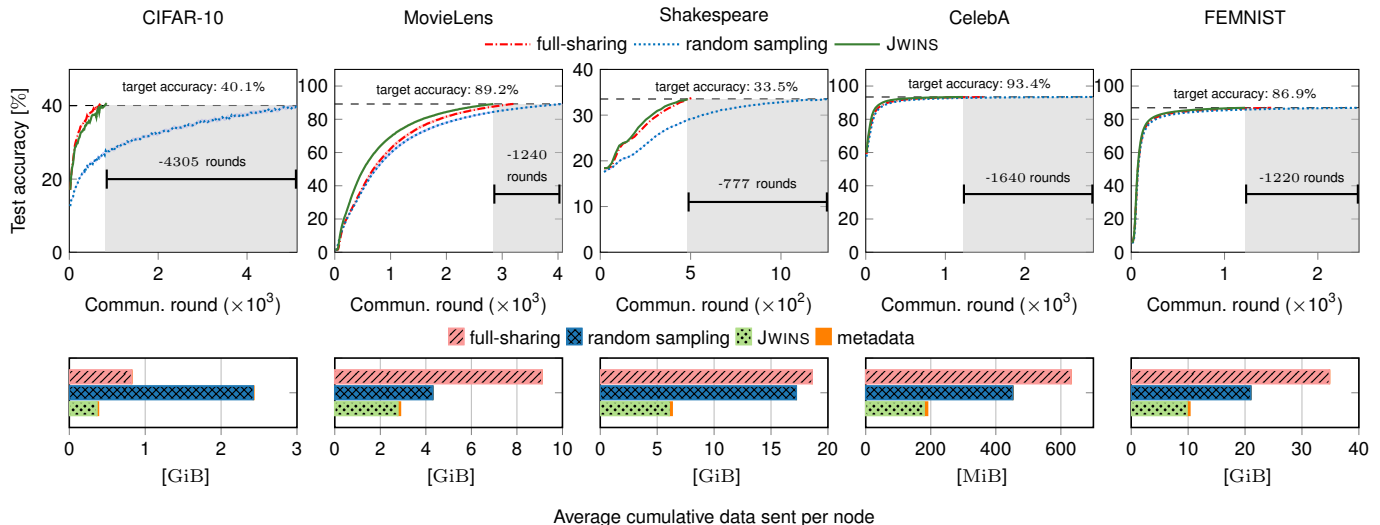 CIFAR-10 MovieLens Shakespeare CelebA FEMNIST
full-sharing random sampling JWINS
Test accuracy [%]
target accuracy: 40.1%
-4305 rounds
0 20 40
0 2 4
Commun. round (×10³)
target accuracy: 89.2%
-1240
rounds
0 20 40 60 80 100
0 1 2 3 4
Commun. round (×10³)
target accuracy: 33.5%
-777 rounds
0 10 20 30 40
0 5 10
Commun. round (×10²)
target accuracy: 93.4%
-1640 rounds
0 20 40 60 80 100
0 1 2
Commun. round (×10³)
target accuracy: 86.9%
-1220 rounds
0 20 40 60 80 100
0 1 2
Commun. round (×10³)
full-sharing random sampling JWINS metadata
0 1 2 3
[GiB]
0 2 4 6 8 10
[GiB]
0 5 10 15 20
[GiB]
0 200 400 600
[MiB]
0 10 20 30 40
[GiB]
Average cumulative data sent per node